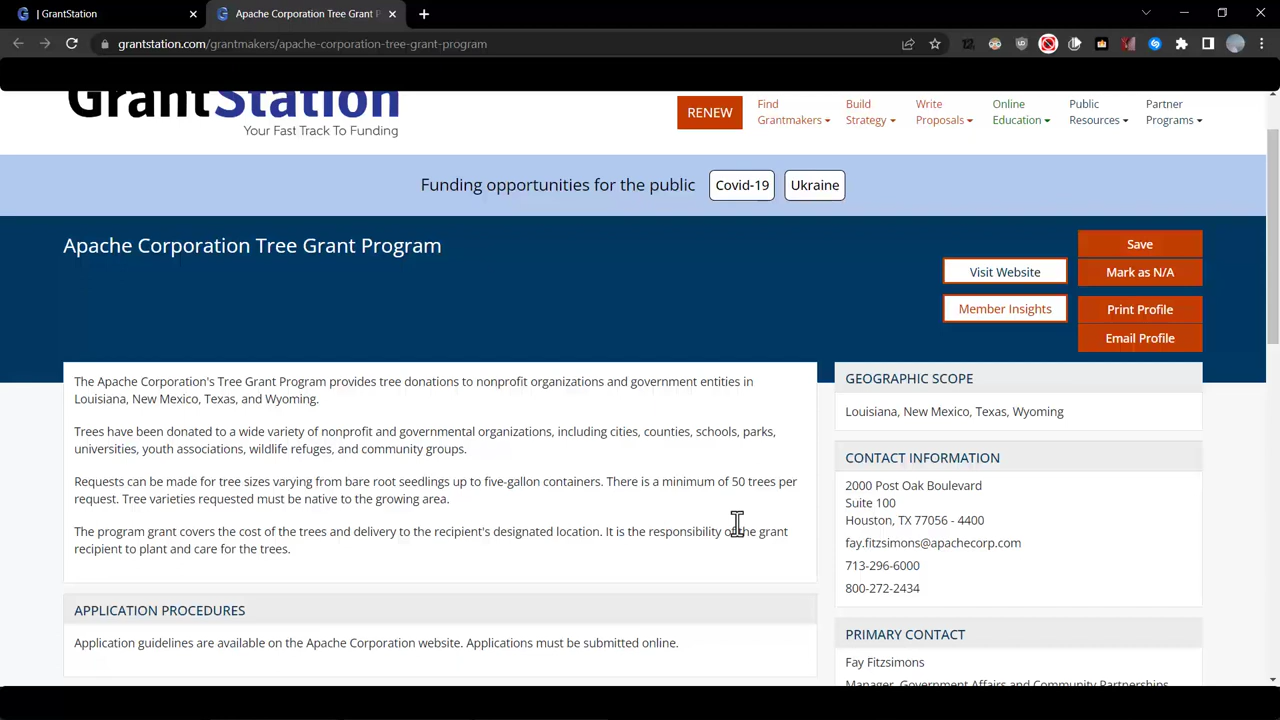 | GrantStation
Apache Corporation Tree Grant P
grantstation.com/grantmakers/apache-corporation-tree-grant-program
GrantStation
Your Fast Track To Funding
RENEW
Find Grantmakers
Build Strategy
Write Proposals
Online Education
Public Resources
Partner Programs
Funding opportunities for the public
Covid-19
Ukraine
Apache Corporation Tree Grant Program
Save
Visit Website
Mark as N/A
Member Insights
Print Profile
Email Profile
The Apache Corporation's Tree Grant Program provides tree donations to nonprofit organizations and government entities in
Louisiana, New Mexico, Texas, and Wyoming.
Trees have been donated to a wide variety of nonprofit and governmental organizations, including cities, counties, schools, parks,
universities, youth associations, wildlife refuges, and community groups.
Requests can be made for tree sizes varying from bare root seedlings up to five-gallon containers. There is a minimum of 50 trees per
request. Tree varieties requested must be native to the growing area.
The program grant covers the cost of the trees and delivery to the recipient's designated location. It is the responsibility of the grant
recipient to plant and care for the trees.
APPLICATION PROCEDURES
Application guidelines are available on the Apache Corporation website. Applications must be submitted online.
GEOGRAPHIC SCOPE
Louisiana, New Mexico, Texas, Wyoming
CONTACT INFORMATION
2000 Post Oak Boulevard
Suite 100
Houston, TX 77056 - 4400
fay.fitzsimons@apachecorp.com
713-296-6000
800-272-2434
PRIMARY CONTACT
Fay Fitzsimons
Manager, Government Affairs and Community Partnerships